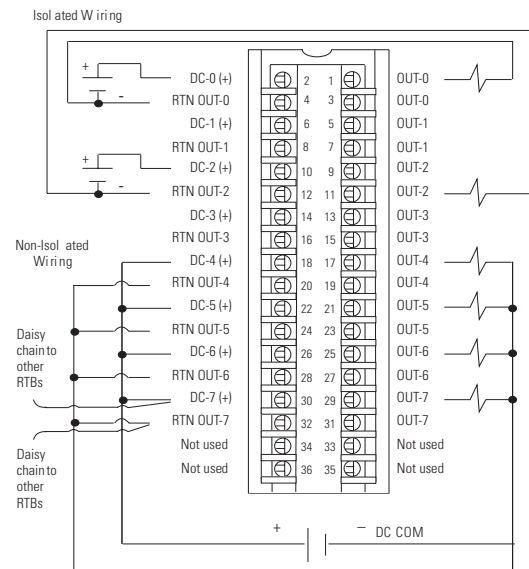 Isol ated W iring
+
DC-0 (+) 2 1 OUT-0
- RTN OUT-0 4 3 OUT-0
DC-1 (+) 6 5 OUT-1
RTN OUT-1 8 7 OUT-1
+ DC-2 (+) 10 9 OUT-2
- RTN OUT-2 12 11 OUT-2
DC-3 (+) 14 13 OUT-3
RTN OUT-3 16 15 OUT-3
Non-Isol ated
Wiring
DC-4 (+) 18 17 OUT-4
RTN OUT-4 20 19 OUT-4
DC-5 (+) 22 21 OUT-5
RTN OUT-5 24 23 OUT-5
DC-6 (+) 26 25 OUT-6
RTN OUT-6 28 27 OUT-6
DC-7 (+) 30 29 OUT-7
RTN OUT-7 32 31 OUT-7
Not used 34 33 Not used
Not used 36 35 Not used
Daisy
chain to
other
RTBs
Daisy
chain to
other
RTBs
+ − DC COM